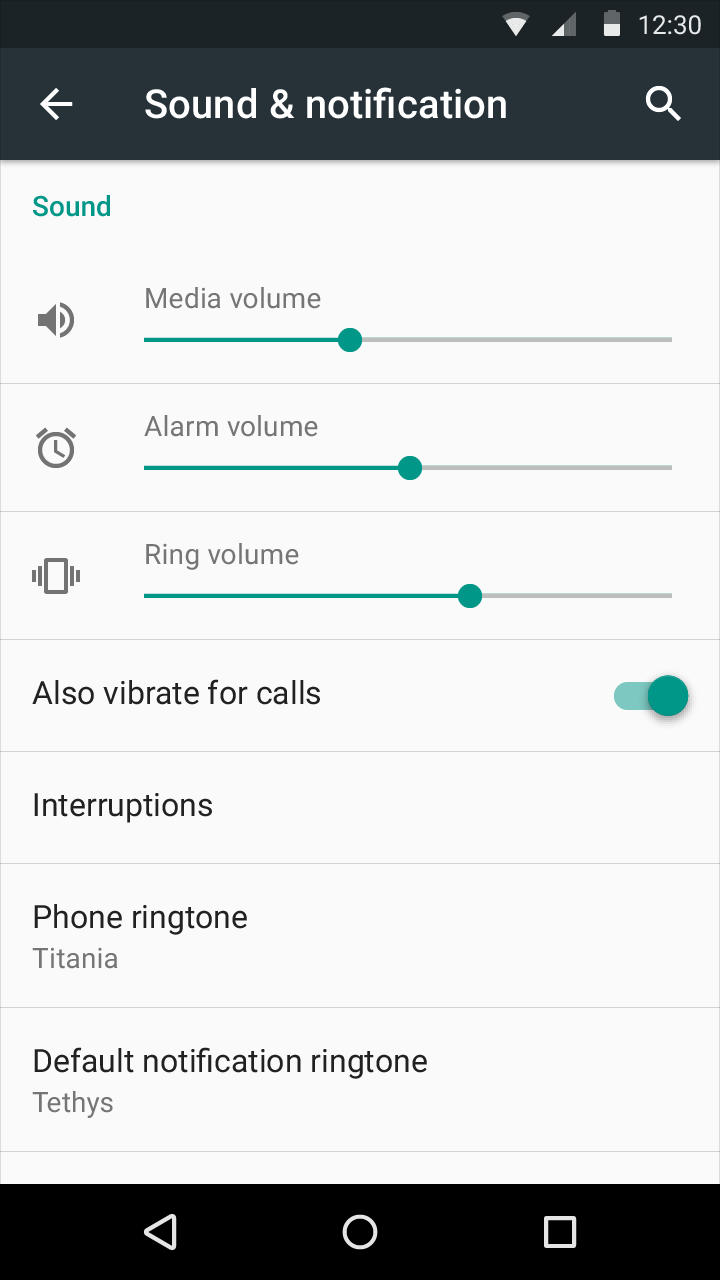 12:30
Sound & notification
Sound
Media volume
Alarm volume
Ring volume
Also vibrate for calls
Interruptions
Phone ringtone
Titania
Default notification ringtone
Tethys